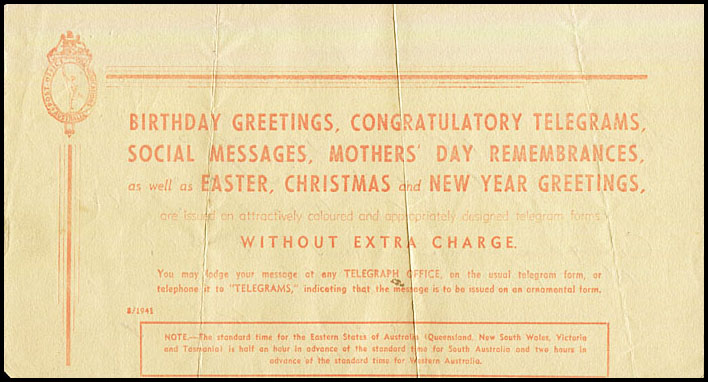 POST OFFICE
AUSTRALIA
BIRTHDAY GREETINGS, CONGRATULATORY TELEGRAMS,
SOCIAL MESSAGES, MOTHERS' DAY REMEMBRANCES,
as well as EASTER, CHRISTMAS and NEW YEAR GREETINGS,
are issued on attractively coloured and appropriately designed telegram forms
WITHOUT EXTRA CHARGE.
You may lodge your message at any TELEGRAPH OFFICE, on the usual telegram form, or
telephone it to "TELEGRAMS," indicating that the message is to be issued on an ornamental form.
8/1941
NOTE.—The standard time for the Eastern States of Australia (Queensland, New South Wales, Victoria
and Tasmania) is half an hour in advance of the standard time for South Australia and two hours in
advance of the standard time for Western Australia.